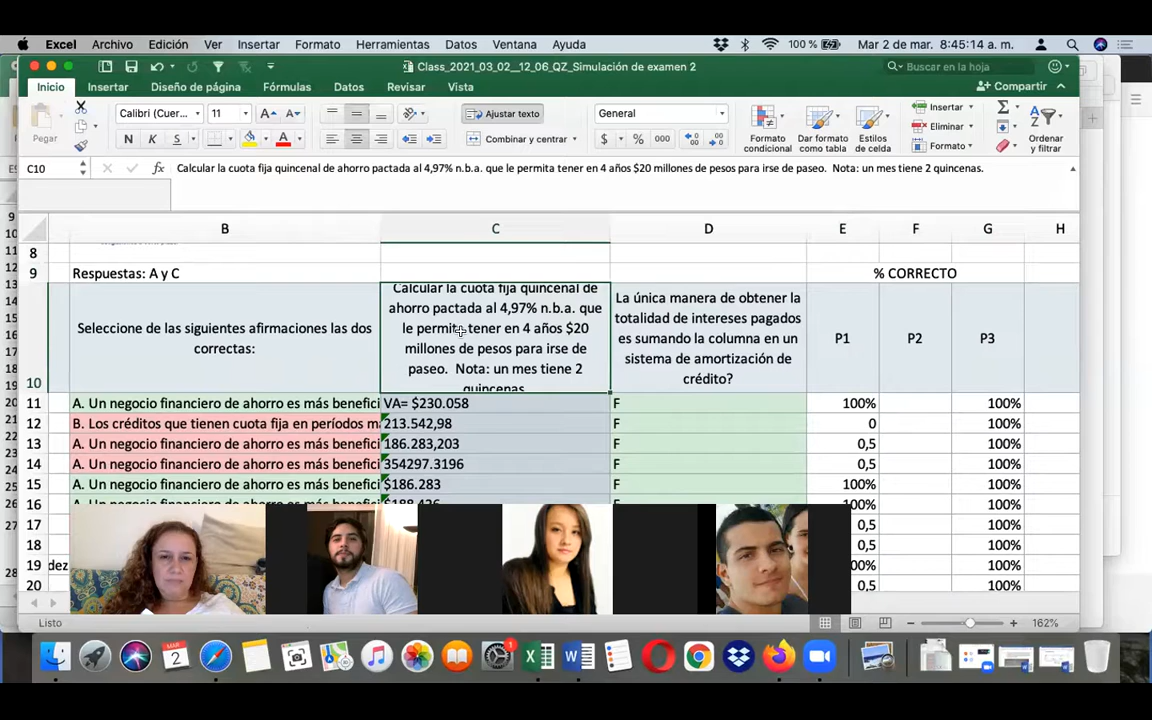 Excel Archivo Edición Ver Insertar Formato Herramientas Datos Ventana Ayuda 100 % Mar 2 de mar. 8:45:14 a. m.
Class_2021_03_02__12_06_QZ_Simulación de examen 2
Buscar en la hoja
Inicio Insertar Diseño de página Fórmulas Datos Revisar Vista
Compartir
Pegar
Calibri (Cuer... 11
N K S
Ajustar texto
Combinar y centrar
General
$ % 000
Formato condicional
Dar formato como tabla
Estilos de celda
Insertar
Eliminar
Formato
Ordenar y filtrar
C10 fx Calcular la cuota fija quincenal de ahorro pactada al 4,97% n.b.a. que le permita tener en 4 años $20 millones de pesos para irse de paseo. Nota: un mes tiene 2 quincenas.
B C D E F G H
8
9 Respuestas: A y C % CORRECTO
10
Seleccione de las siguientes afirmaciones las dos
correctas:
Calcular la cuota fija quincenal de
ahorro pactada al 4,97% n.b.a. que
le permita tener en 4 años $20
millones de pesos para irse de
paseo. Nota: un mes tiene 2
quincenas.
La única manera de obtener la
totalidad de intereses pagados
es sumando la columna en un
sistema de amortización de
crédito?
P1 P2 P3
11 A. Un negocio financiero de ahorro es más benefici VA= $230.058 F 100% 100%
12 B. Los créditos que tienen cuota fija en períodos m 213.542,98 F 0 100%
13 A. Un negocio financiero de ahorro es más benefici 186.283,203 F 0,5 100%
14 A. Un negocio financiero de ahorro es más benefici 354297.3196 F 0,5 100%
15 A. Un negocio financiero de ahorro es más benefici $186.283 F 100% 100%
16 A. Un negocio financiero de ahorro es más benefici F 100% 100%
17 0,5 100%
18 0,5 100%
19 dez 100%
20 0,5 100%
Listo
162%